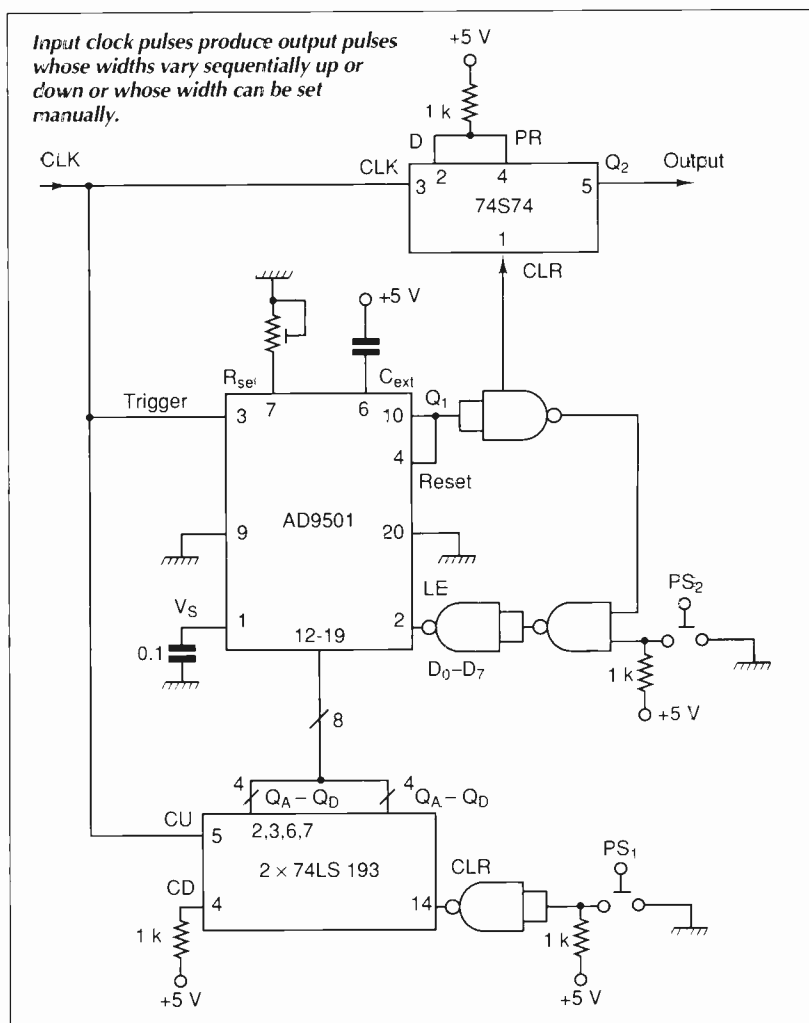 Input clock pulses produce output pulses
whose widths vary sequentially up or
down or whose width can be set
manually.
+5 V
1 k
D
PR
CLK
CLK
3
2
4
Q2
5
Output
74S74
1
CLR
+5 V
Rset
Cext
Trigger
3
7
6
10
Q1
4
Reset
AD9501
9
20
VS
1
0.1
12-19
2
LE
D0–D7
PS2
1 k
+5 V
8
4
QA – QD
4
QA – QD
CU
5
2,3,6,7
2 × 74LS 193
CD
4
14
CLR
PS1
1 k
+5 V
1 k
+5 V